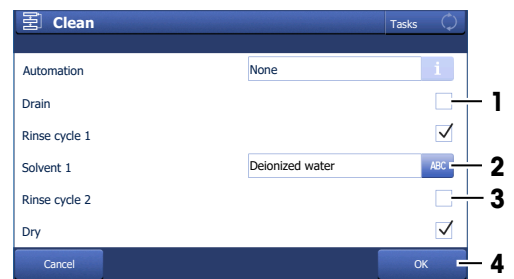 Clean
Tasks
Automation
None
i
Drain
1
Rinse cycle 1
Solvent 1
Deionized water
ABC
2
Rinse cycle 2
3
Dry
Cancel
OK
4